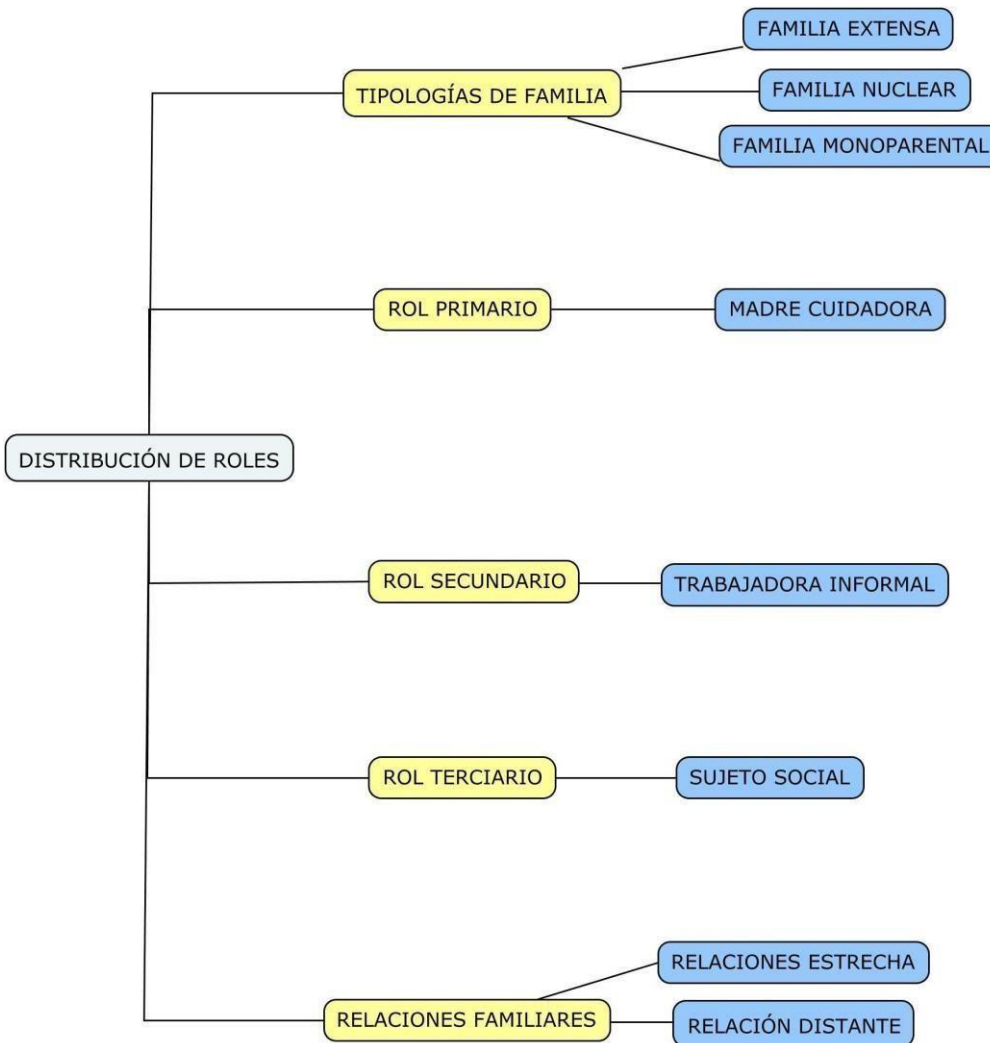 FAMILIA EXTENSA
TIPOLOGÍAS DE FAMILIA
FAMILIA NUCLEAR
FAMILIA MONOPARENTAL
ROL PRIMARIO
MADRE CUIDADORA
DISTRIBUCIÓN DE ROLES
ROL SECUNDARIO
TRABAJADORA INFORMAL
ROL TERCIARIO
SUJETO SOCIAL
RELACIONES ESTRECHA
RELACIONES FAMILIARES
RELACIÓN DISTANTE